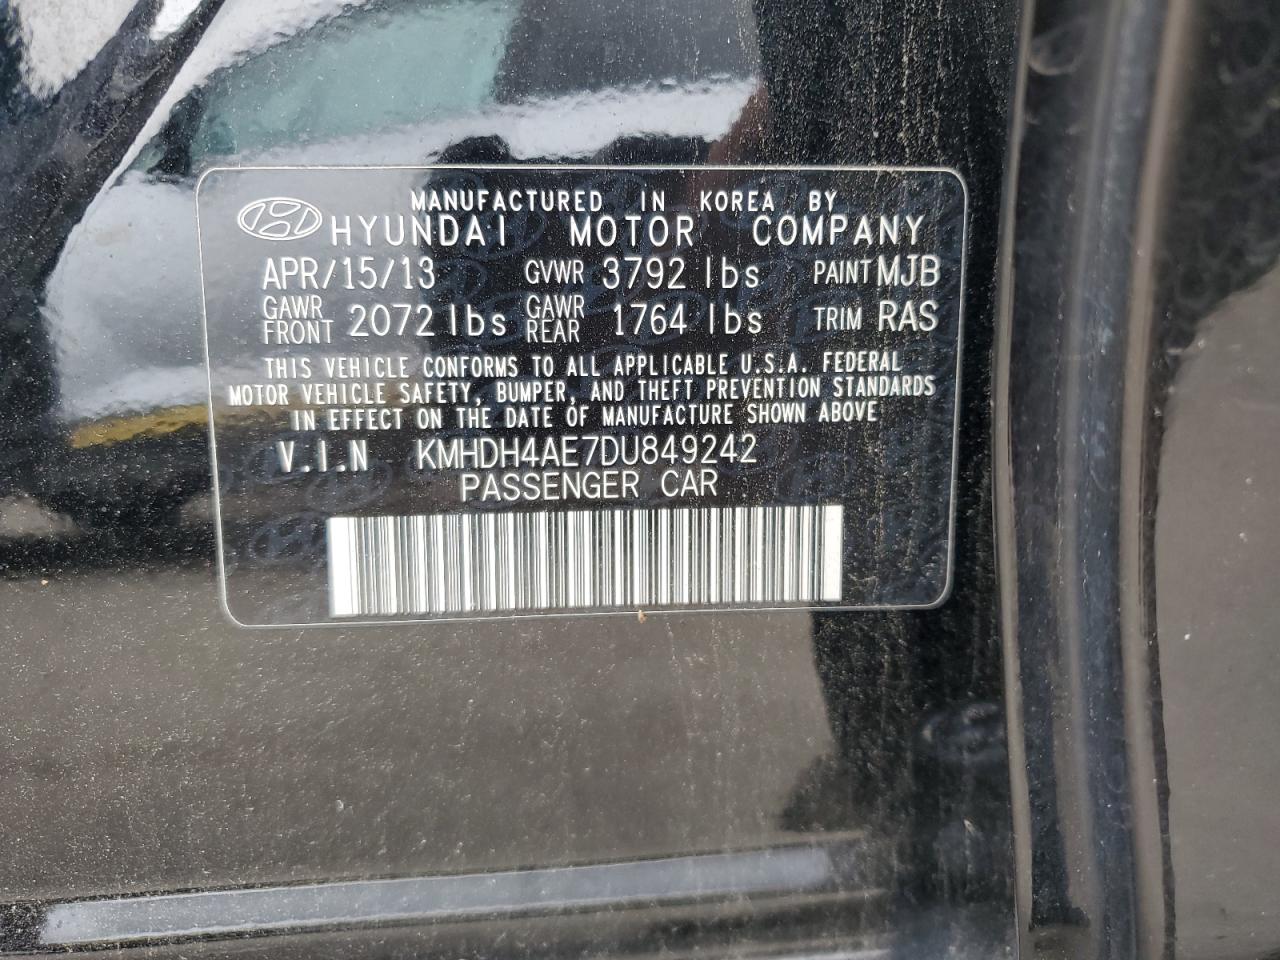 MANUFACTURED IN KOREA BY
HYUNDAI MOTOR COMPANY
APR/15/13 GVWR 3792 lbs PAINT MJB
GAWR FRONT 2072 lbs GAWR REAR 1764 lbs TRIM RAS
THIS VEHICLE CONFORMS TO ALL APPLICABLE U.S.A. FEDERAL
MOTOR VEHICLE SAFETY, BUMPER, AND THEFT PREVENTION STANDARDS
IN EFFECT ON THE DATE OF MANUFACTURE SHOWN ABOVE
V.I.N KMHDH4AE7DU849242
PASSENGER CAR